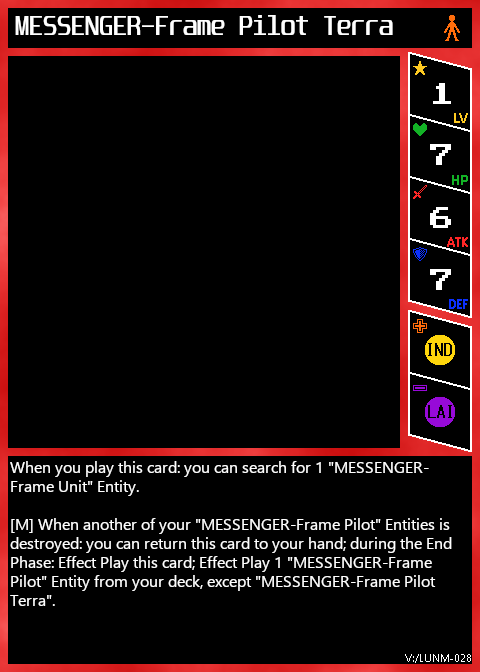 MESSENGER-Frame Pilot Terra
1
LV
7
HP
6
ATK
7
DEF
IND
LAI
When you play this card: you can search for 1 "MESSENGER-
Frame Unit" Entity.
[M] When another of your "MESSENGER-Frame Pilot" Entities is
destroyed: you can return this card to your hand; during the End
Phase: Effect Play this card; Effect Play 1 "MESSENGER-Frame
Pilot" Entity from your deck, except "MESSENGER-Frame Pilot
Terra".
V:/LUNM-028